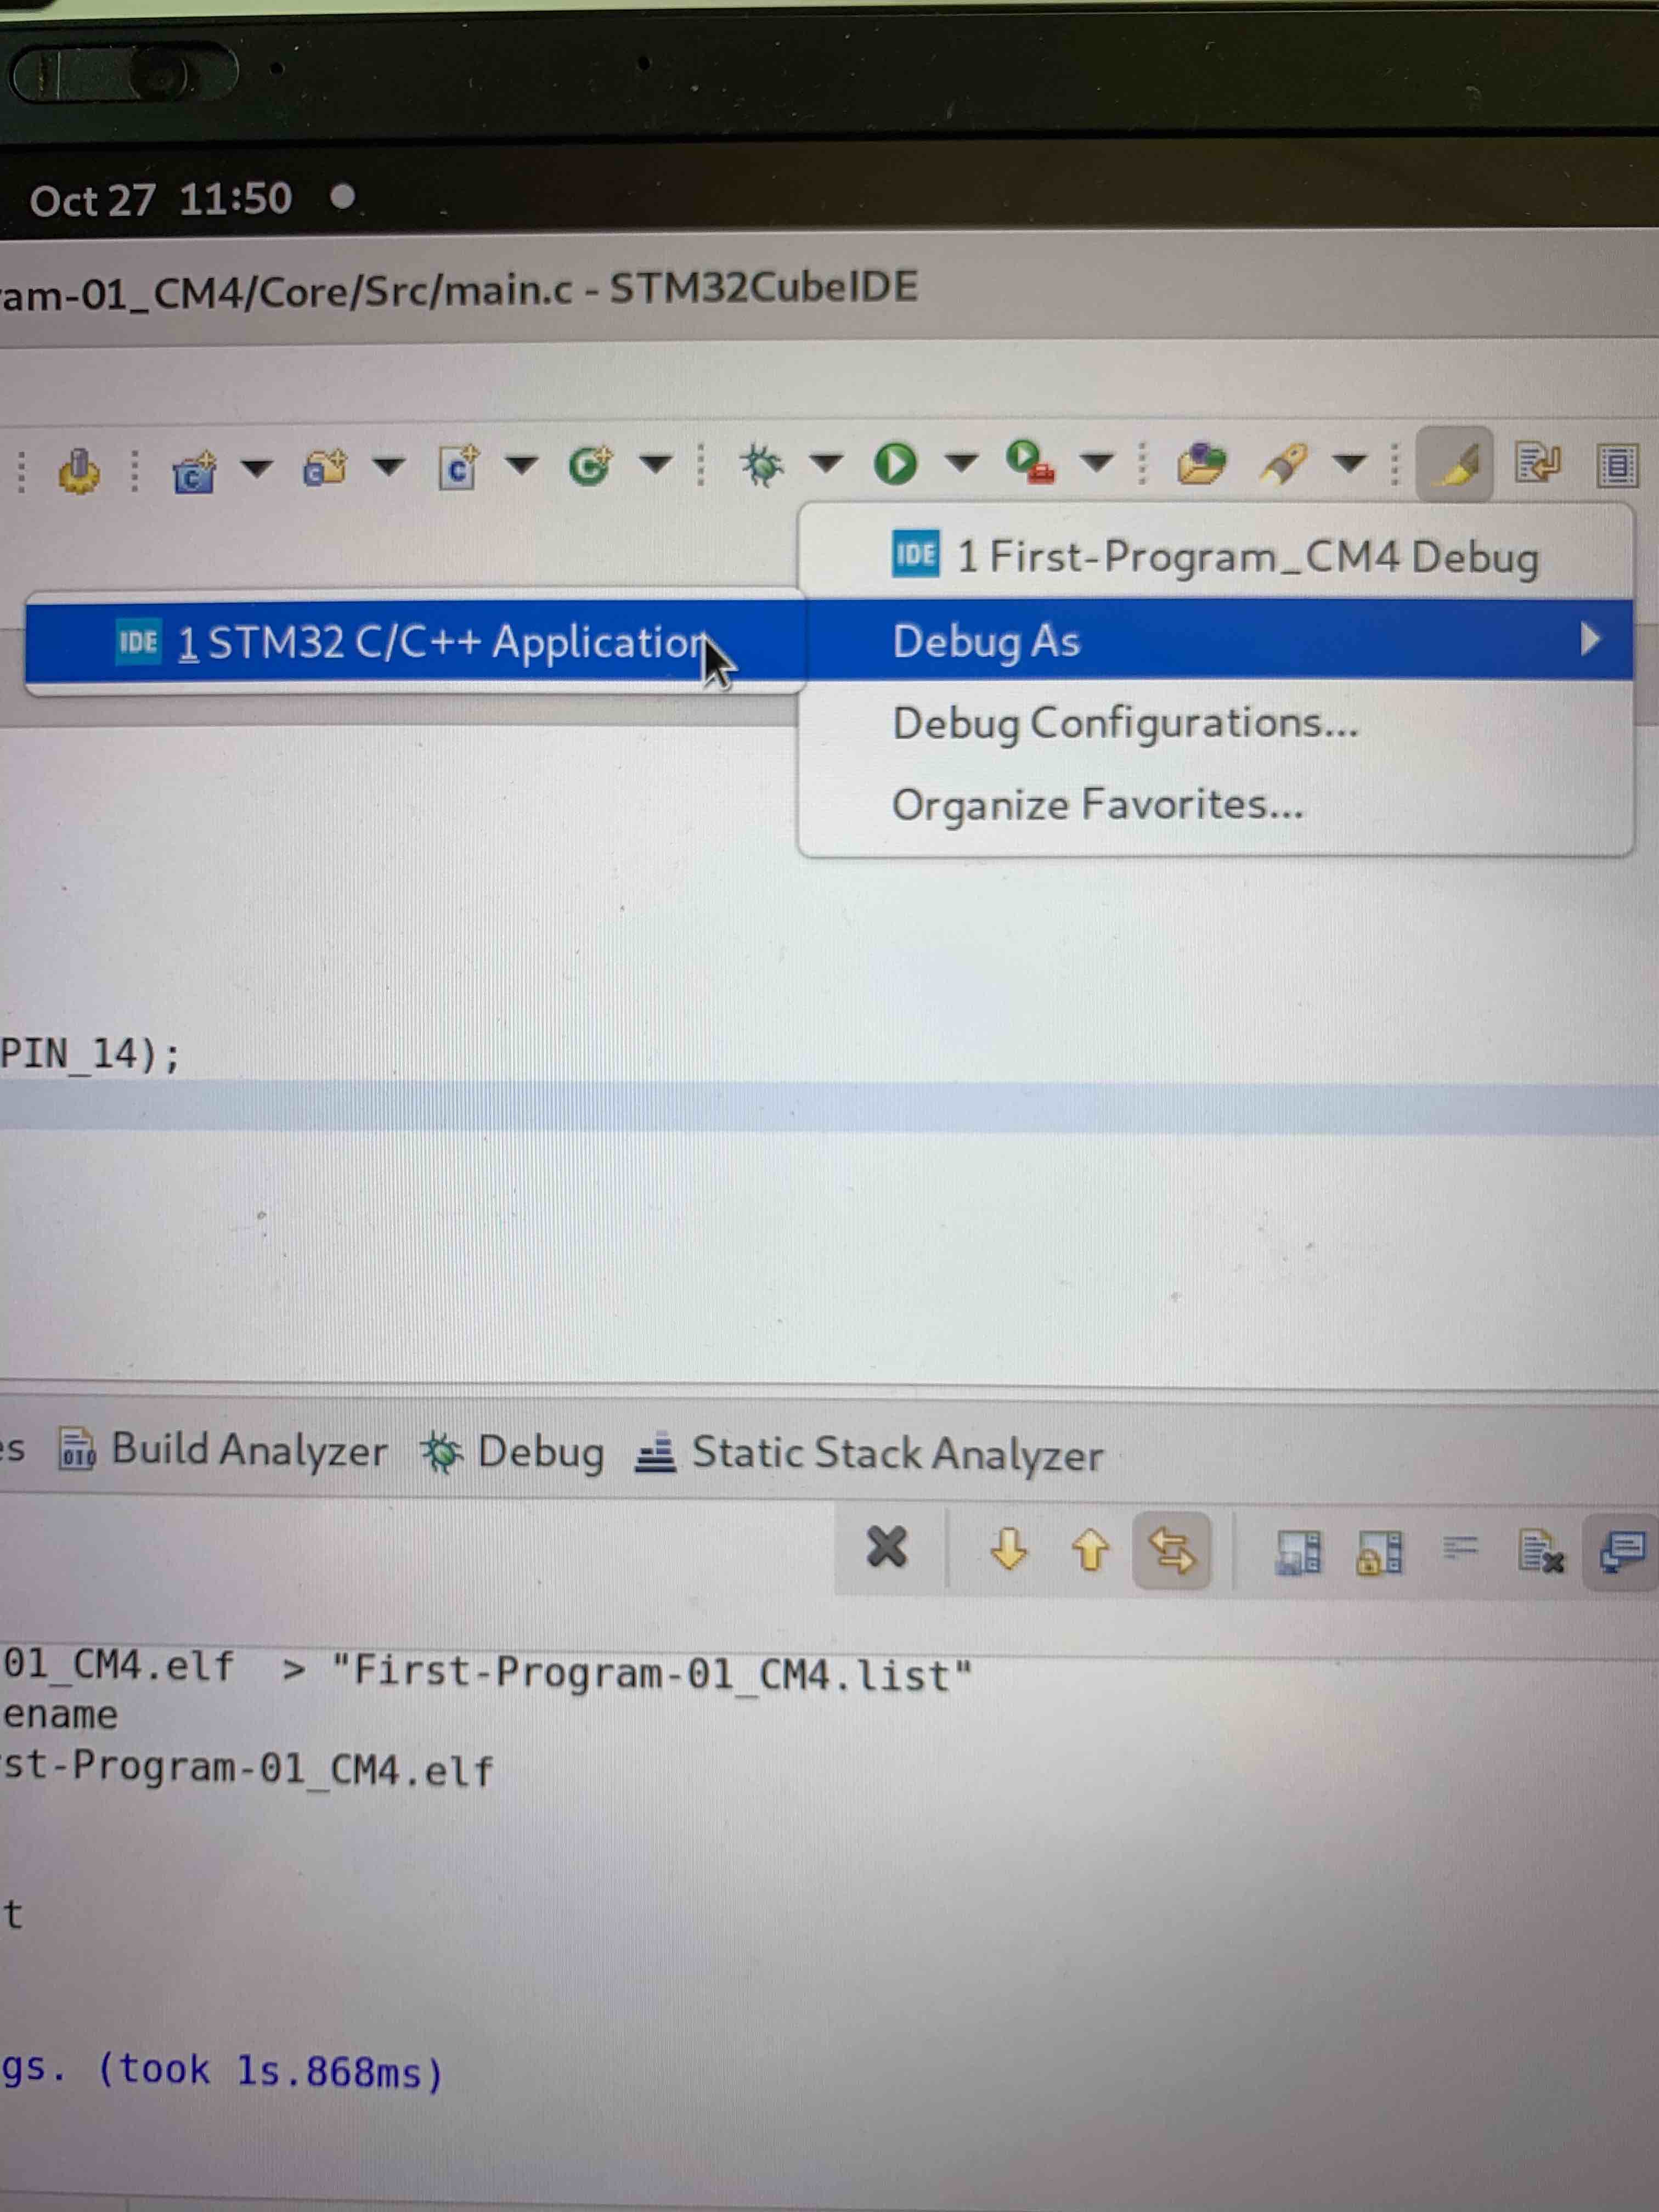 Oct 27 11:50
am-01_CM4/Core/Src/main.c - STM32CubeIDE
IDE 1 First-Program_CM4 Debug
IDE 1 STM32 C/C++ Application
Debug As
Debug Configurations...
Organize Favorites...
PIN_14);
s Build Analyzer Debug Static Stack Analyzer
01_CM4.elf > "First-Program-01_CM4.list"
ename
st-Program-01_CM4.elf
t
gs. (took 1s.868ms)